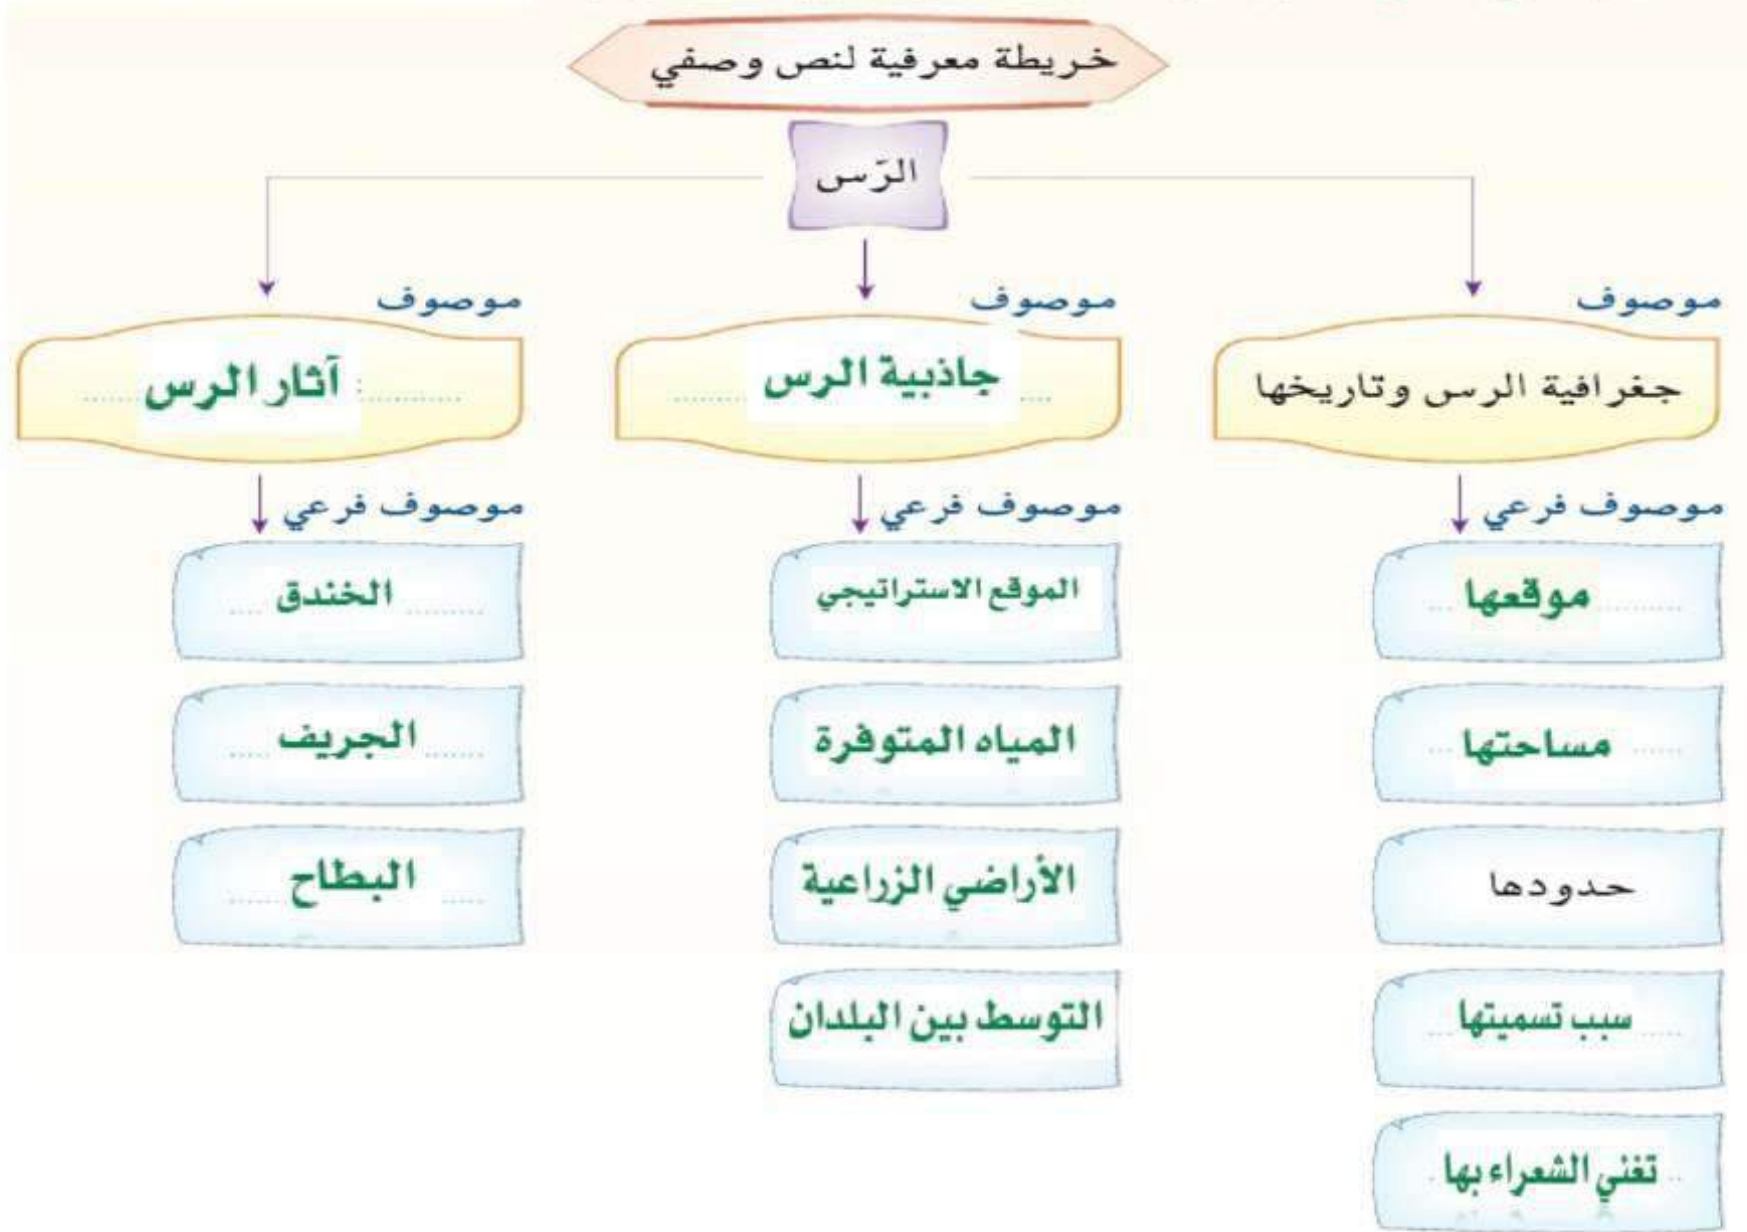 خريطة معرفية لنص وصفي
الرّس
موصوف
موصوف
موصوف
جغرافية الرس وتاريخها
جاذبية الرس
آثار الرس
موصوف فرعي
موصوف فرعي
موصوف فرعي
موقعها
الموقع الاستراتيجي
الخندق
مساحتها
المياه المتوفرة
الجريف
حدودها
الأراضي الزراعية
البطاح
سبب تسميتها
التوسط بين البلدان
تغني الشعراء بها